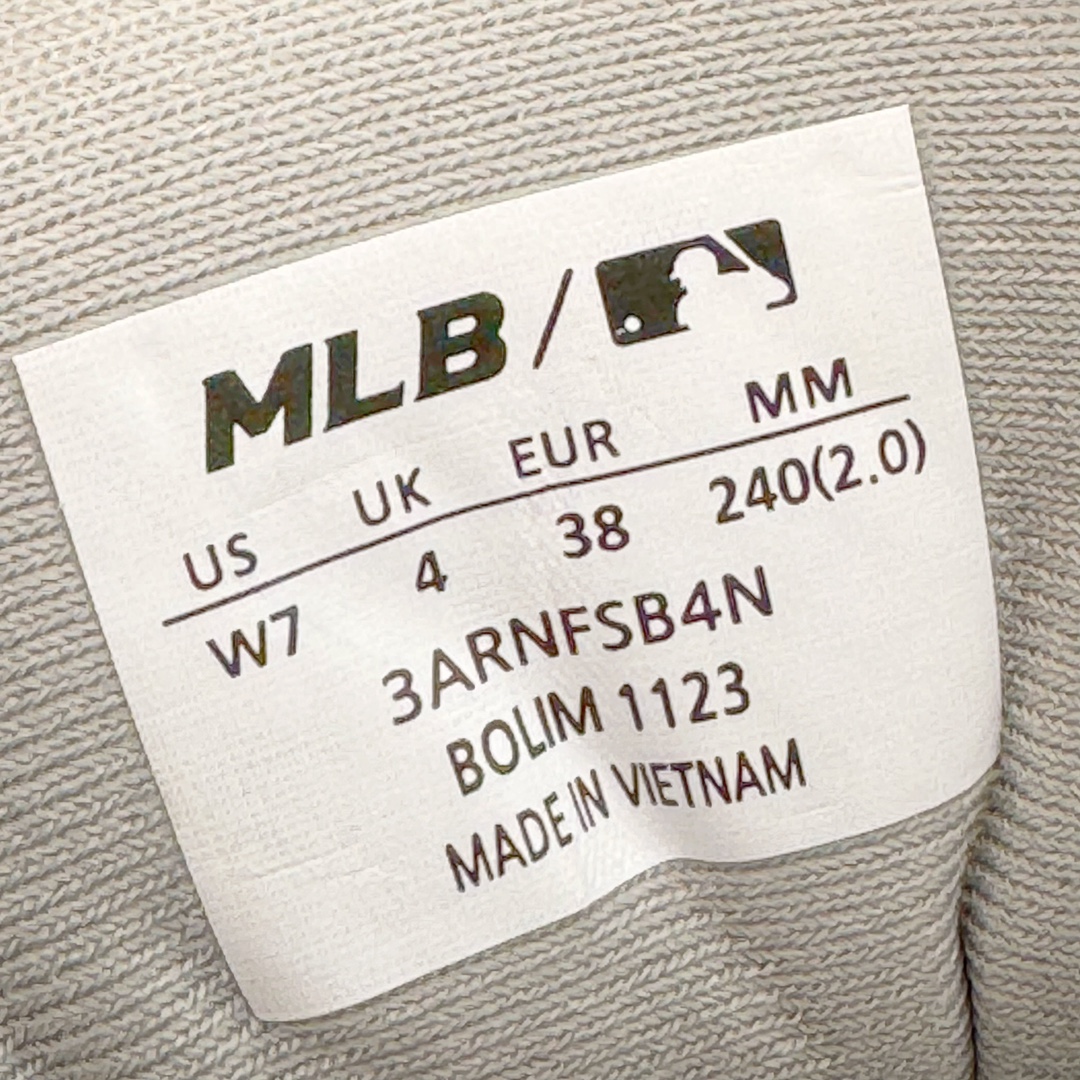 MLB /
US UK EUR MM
W7 4 38 240(2.0)
3ARNFSB4N
BOLIM 1123
MADE IN VIETNAM